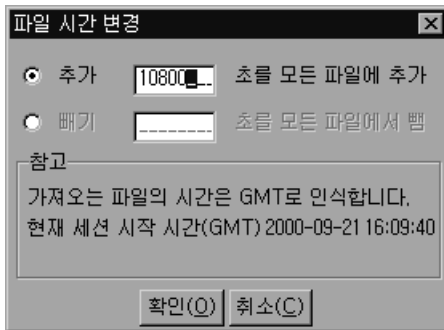 파일 시간 변경
추가 10800___ 초를 모든 파일에 추가
빼기 ________ 초를 모든 파일에서 뺌
참고
가져오는 파일의 시간은 GMT로 인식합니다.
현재 세션 시작 시간(GMT) 2000-09-21 16:09:40
확인(O) 취소(C)